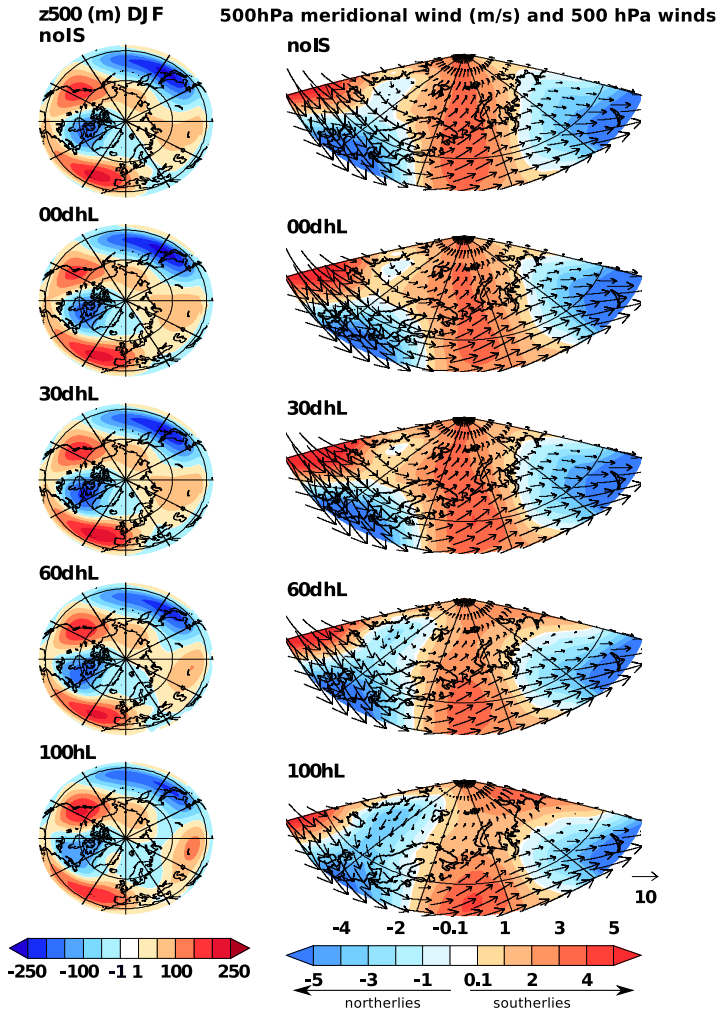 z500 (m) DJF
500hPa meridional wind (m/s) and 500 hPa winds
noIS
noIS
00dhL
00dhL
30dhL
30dhL
60dhL
60dhL
100hL
100hL
10
-250 -100 -1 1 100 250
-4 -2 -0.1 1 3 5
-5 -3 -1 0.1 2 4
northerlies southerlies